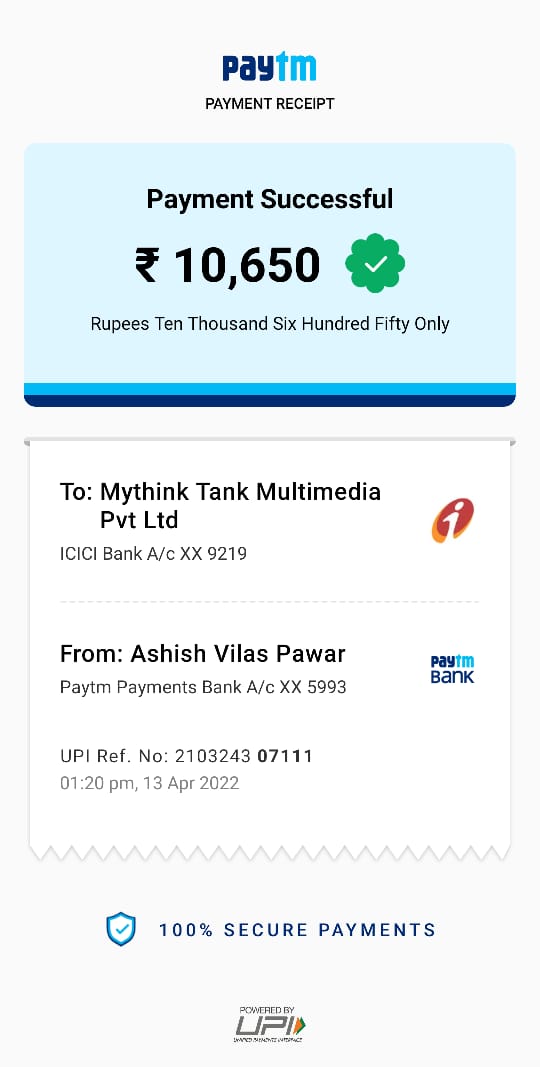 paytm
PAYMENT RECEIPT
Payment Successful
₹ 10,650
Rupees Ten Thousand Six Hundred Fifty Only
To: Mythink Tank Multimedia
Pvt Ltd
ICICI Bank A/c XX 9219
From: Ashish Vilas Pawar
paytm
BANK
Paytm Payments Bank A/c XX 5993
UPI Ref. No: 2103243 07111
01:20 pm, 13 Apr 2022
100% SECURE PAYMENTS
POWERED BY
UPI
UNIFIED PAYMENTS INTERFACE